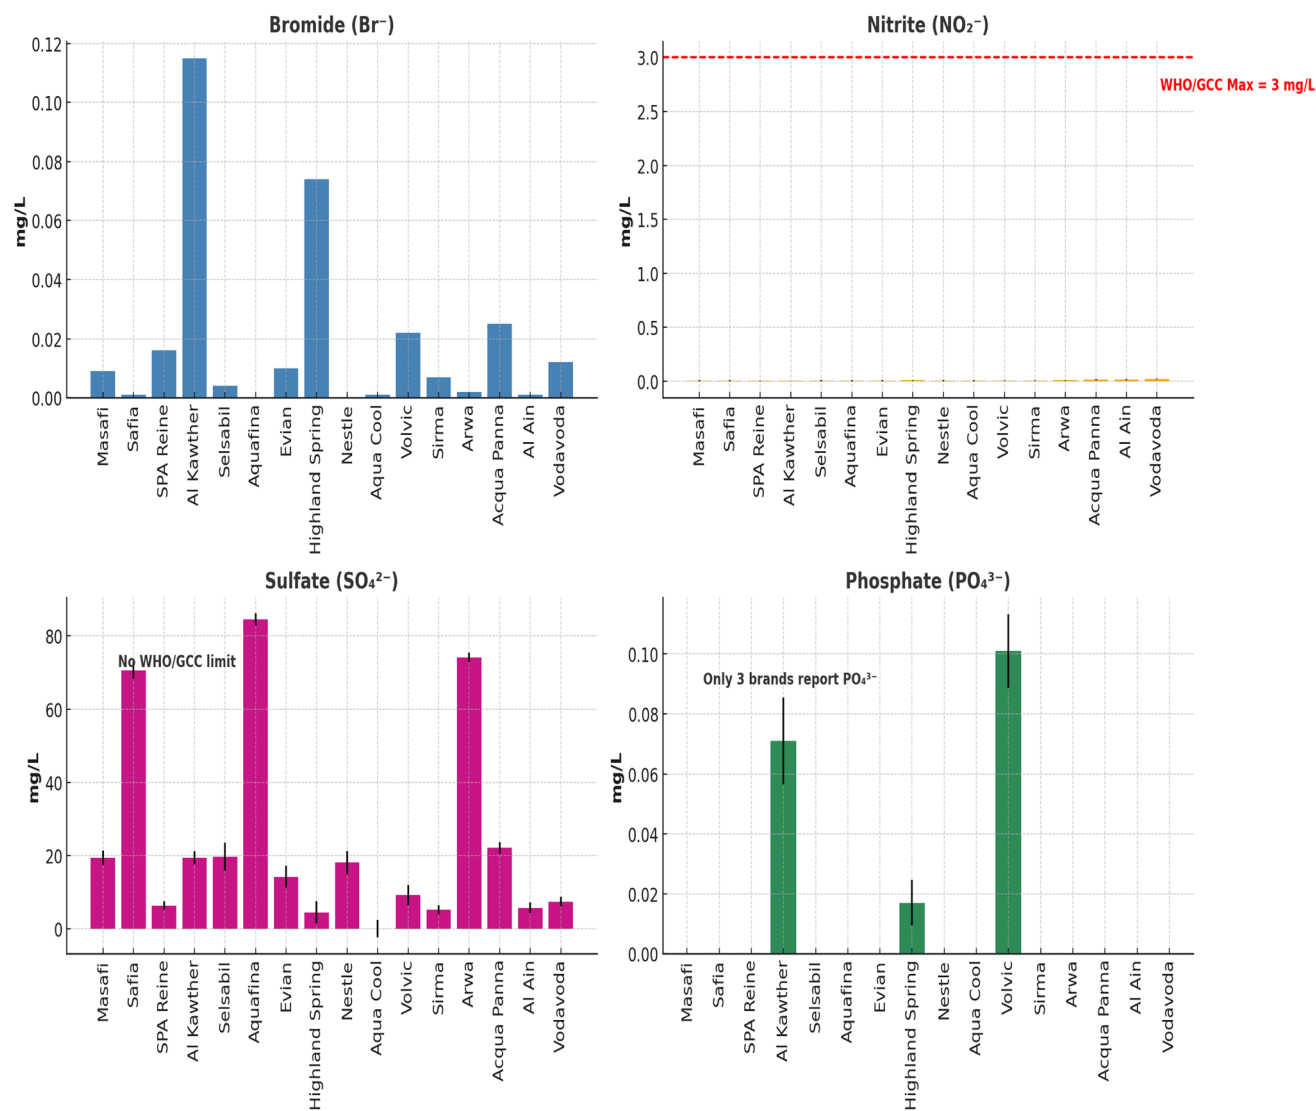 Bromide (Br⁻)
mg/L
0.12
0.10
0.08
0.06
0.04
0.02
0.00
Masafi
Safia
SPA Reine
Al Kawther
Selsabil
Aquafina
Evian
Highland Spring
Nestle
Aqua Cool
Volvic
Sirma
Arwa
Acqua Panna
Al Ain
Vodavoda
Nitrite (NO₂⁻)
WHO/GCC Max = 3 mg/L
mg/L
3.0
2.5
2.0
1.5
1.0
0.5
0.0
Masafi
Safia
SPA Reine
Al Kawther
Selsabil
Aquafina
Evian
Highland Spring
Nestle
Aqua Cool
Volvic
Sirma
Arwa
Acqua Panna
Al Ain
Vodavoda
Sulfate (SO₄²⁻)
No WHO/GCC limit
mg/L
80
60
40
20
0
Masafi
Safia
SPA Reine
Al Kawther
Selsabil
Aquafina
Evian
Highland Spring
Nestle
Aqua Cool
Volvic
Sirma
Arwa
Acqua Panna
Al Ain
Vodavoda
Phosphate (PO₄³⁻)
Only 3 brands report PO₄³⁻
mg/L
0.10
0.08
0.06
0.04
0.02
0.00
Masafi
Safia
SPA Reine
Al Kawther
Selsabil
Aquafina
Evian
Highland Spring
Nestle
Aqua Cool
Volvic
Sirma
Arwa
Acqua Panna
Al Ain
Vodavoda